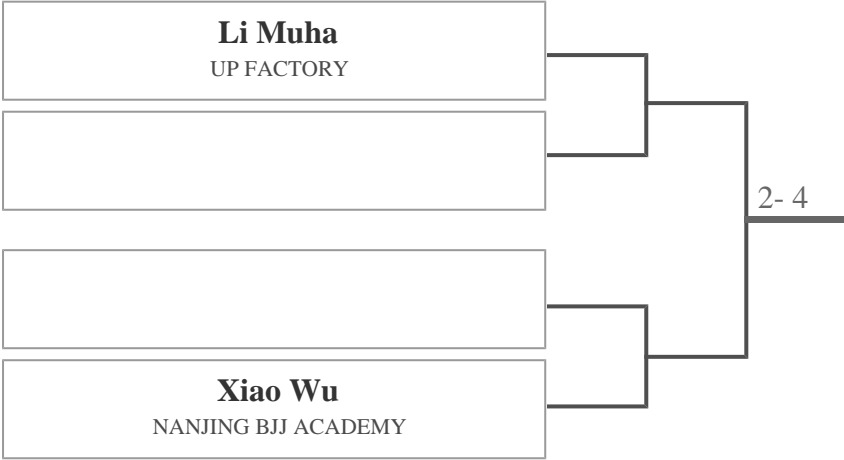 Li Muha
UP FACTORY
2- 4
Xiao Wu
NANJING BJJ ACADEMY